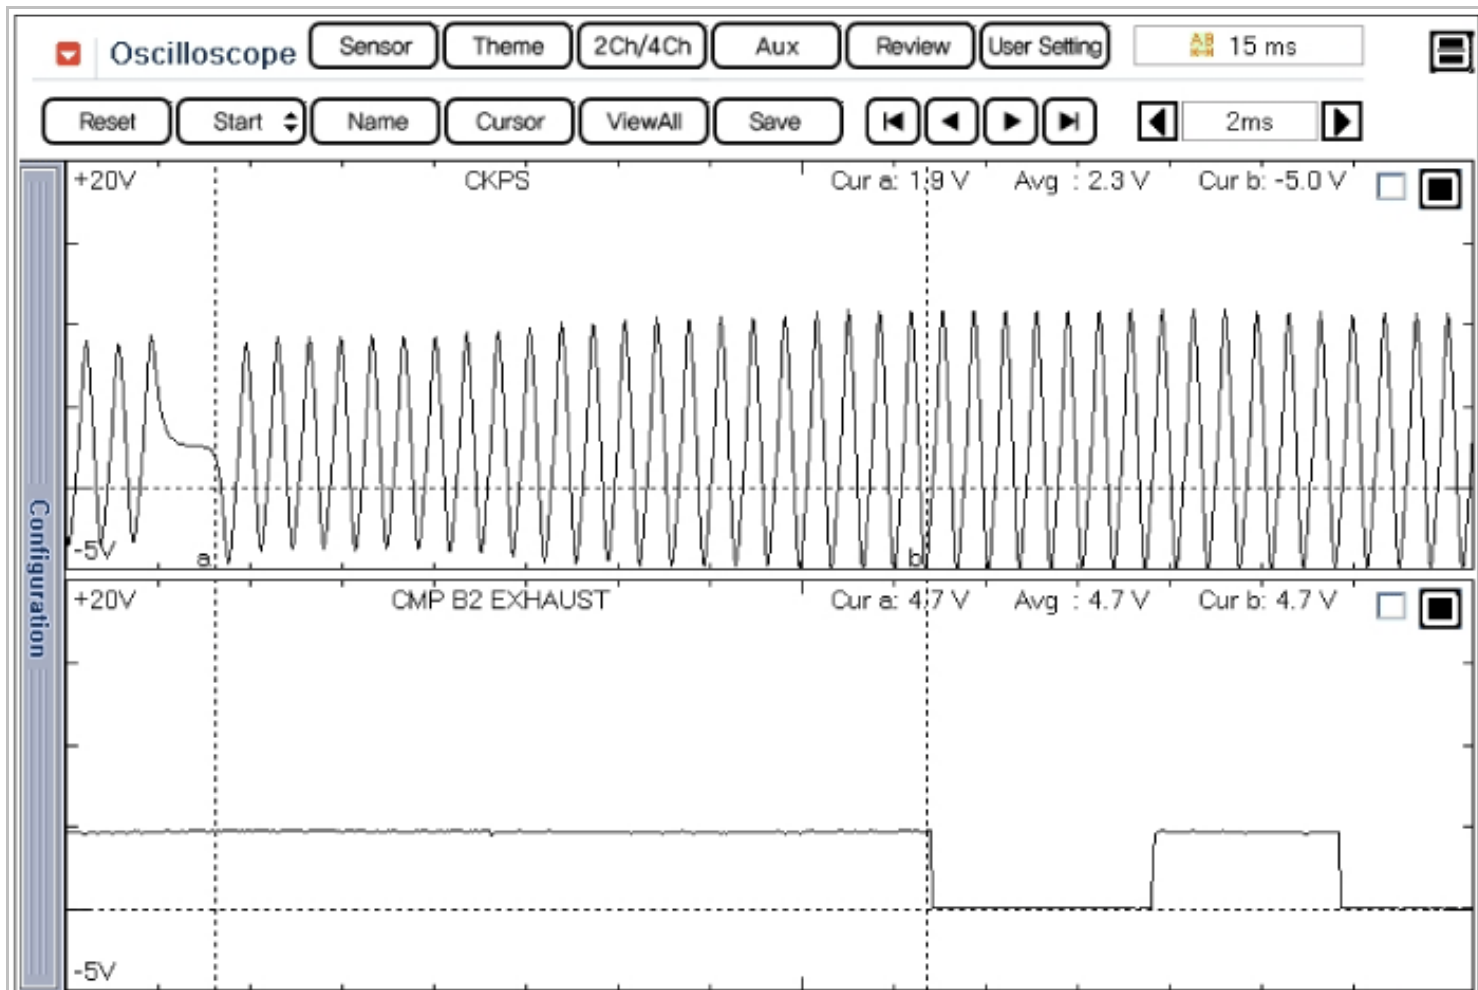 Oscilloscope Sensor Theme 2Ch/4Ch Aux Review User Setting AB 15 ms
Reset Start Name Cursor ViewAll Save 2ms
+20V CKPS Cur a: 1.9 V Avg : 2.3 V Cur b: -5.0 V
-5V a b
Configuration
+20V CMP B2 EXHAUST Cur a: 4.7 V Avg : 4.7 V Cur b: 4.7 V
-5V